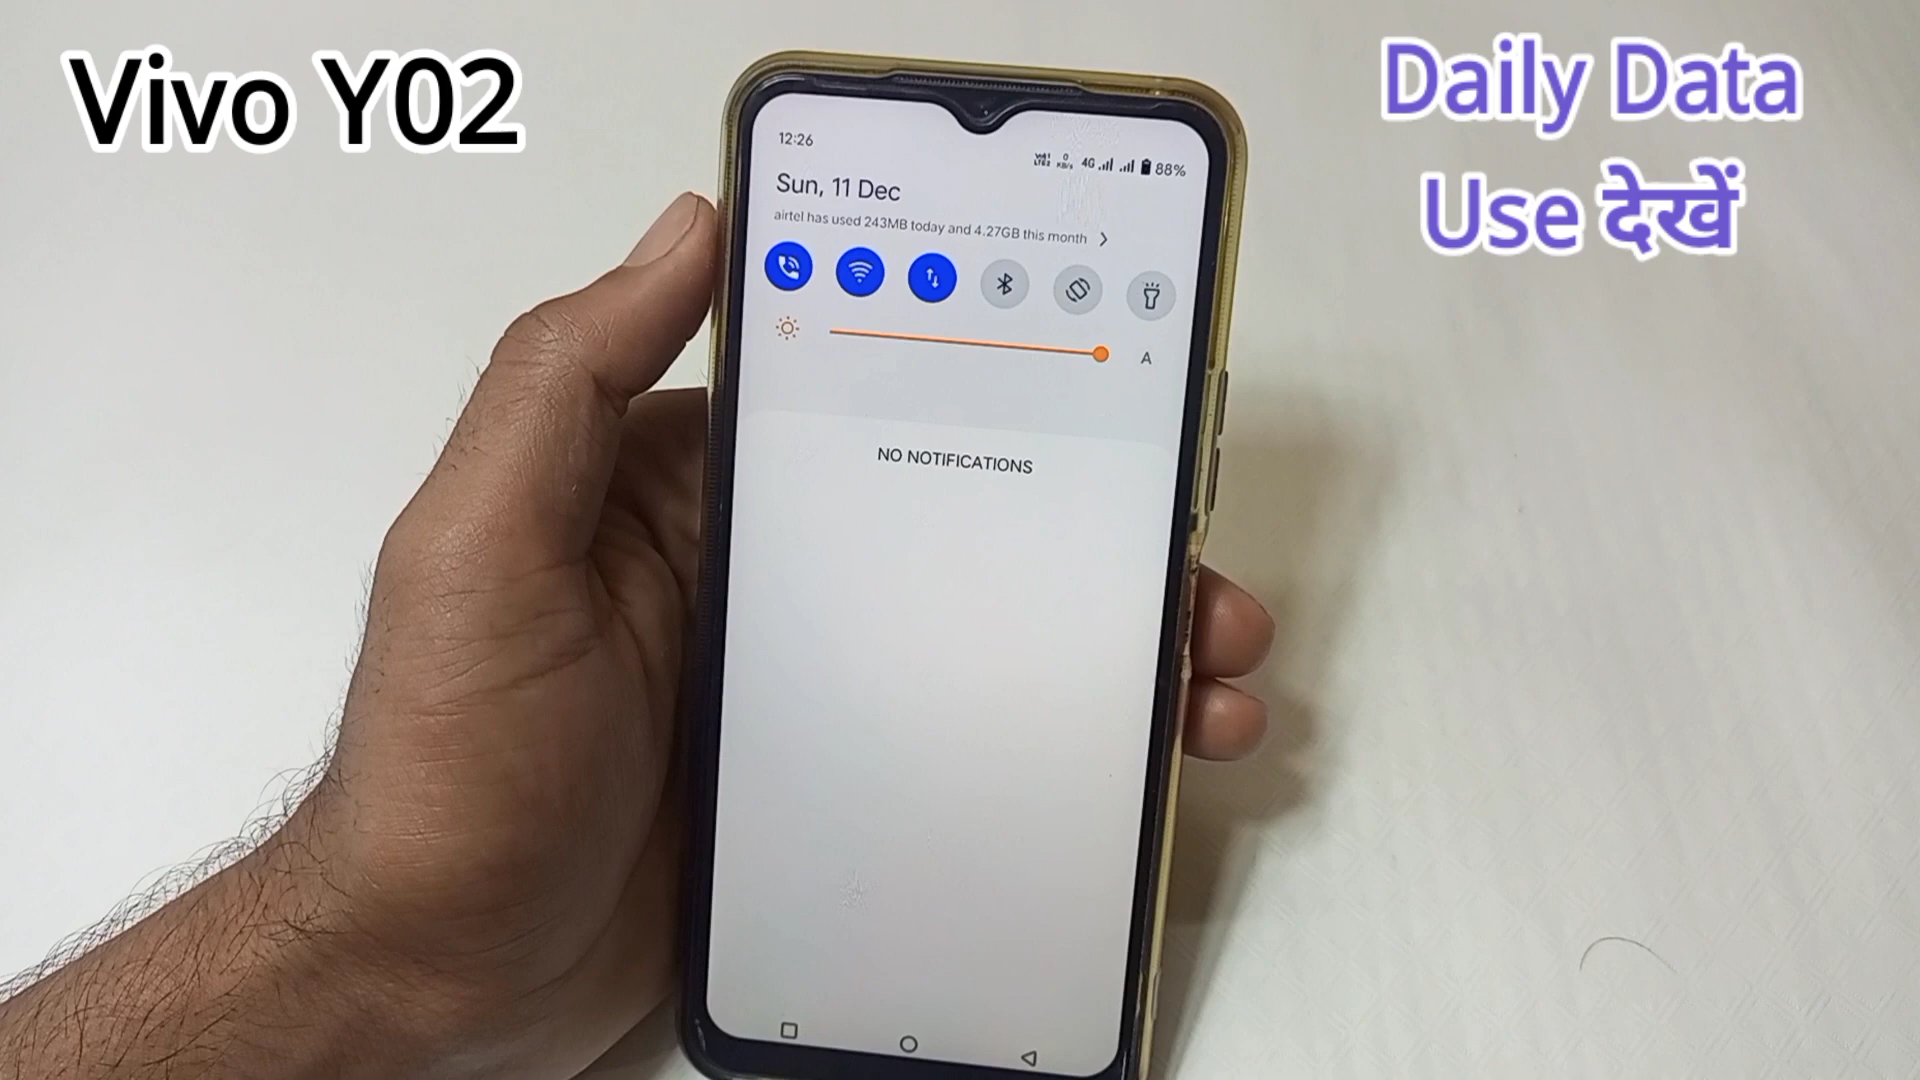 Vivo Y02
Daily Data
Use देखें
12:26
4G 88%
Sun, 11 Dec
airtel has used 243MB today and 4.27GB this month
A
NO NOTIFICATIONS